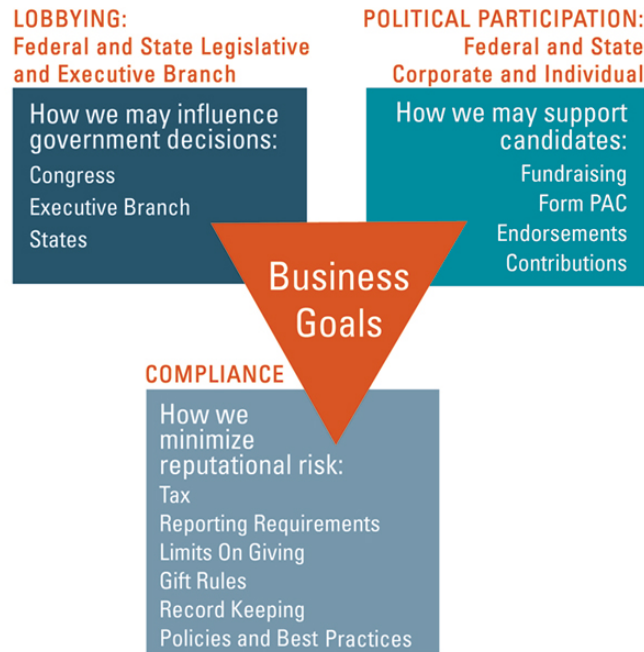 LOBBYING:
Federal and State Legislative
and Executive Branch
How we may influence
government decisions:
Congress
Executive Branch
States
POLITICAL PARTICIPATION:
Federal and State
Corporate and Individual
How we may support
candidates:
Fundraising
Form PAC
Endorsements
Contributions
Business
Goals
COMPLIANCE
How we
minimize
reputational risk:
Tax
Reporting Requirements
Limits On Giving
Gift Rules
Record Keeping
Policies and Best Practices